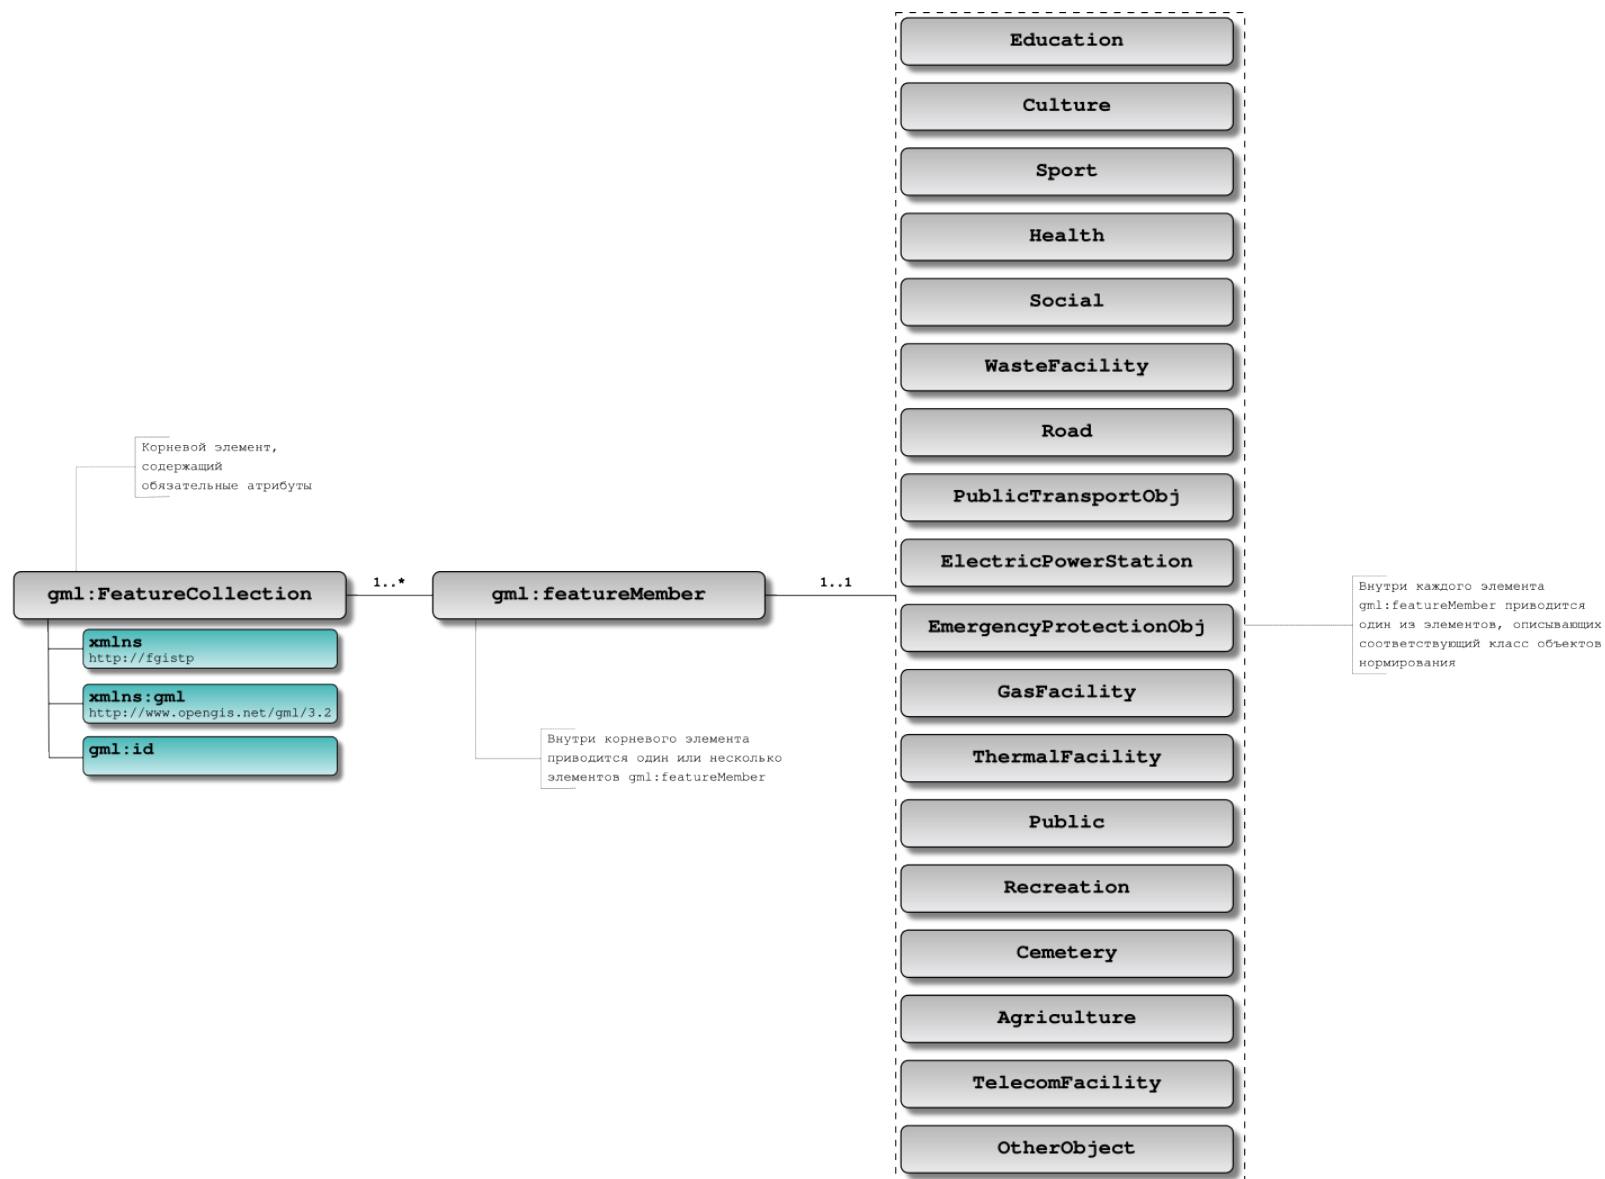 Education
Culture
Sport
Health
Social
WasteFacility
Road
PublicTransportObj
ElectricPowerStation
EmergencyProtectionObj
GasFacility
ThermalFacility
Public
Recreation
Cemetery
Agriculture
TelecomFacility
OtherObject
Корневой элемент,
содержащий
обязательные атрибуты
gml:FeatureCollection
1..*
gml:featureMember
1..1
xmlns
http://fgistp
xmlns:gml
http://www.opengis.net/gml/3.2
gml:id
Внутри корневого элемента
приводится один или несколько
элементов gml:featureMember
Внутри каждого элемента
gml:featureMember приводится
один из элементов, описывающих
соответствующий класс объектов
нормирования